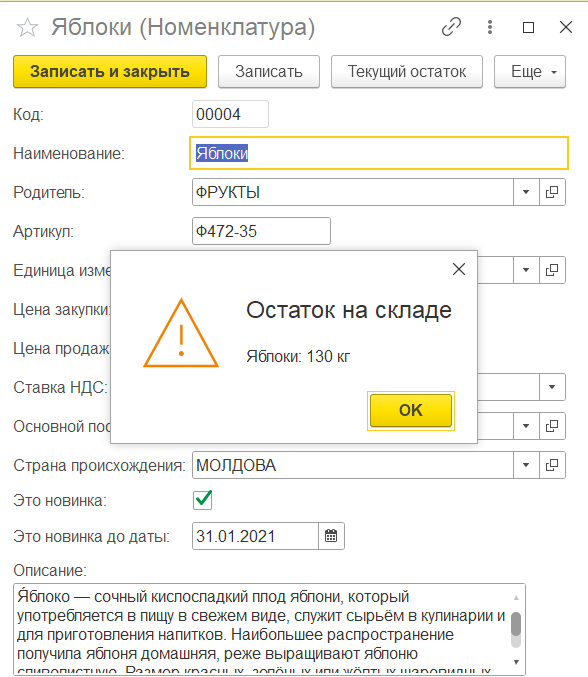 Яблоки (Номенклатура)
Записать и закрыть
Записать
Текущий остаток
Еще
Код:
00004
Наименование:
Яблоки
Родитель:
ФРУКТЫ
Артикул:
Ф472-35
Единица изме
Цена закупки:
Цена продаж
Ставка НДС:
Основной пос
Остаток на складе
Яблоки: 130 кг
OK
Страна происхождения:
МОЛДОВА
Это новинка:
Это новинка до даты:
31.01.2021
Описание:
Я́блоко — сочный кислосладкий плод яблони, который
употребляется в пищу в свежем виде, служит сырьём в кулинарии и
для приготовления напитков. Наибольшее распространение
получила яблоня домашняя, реже выращивают яблоню
сливолистную. Размер красных, зелёных или жёлтых шаровидных